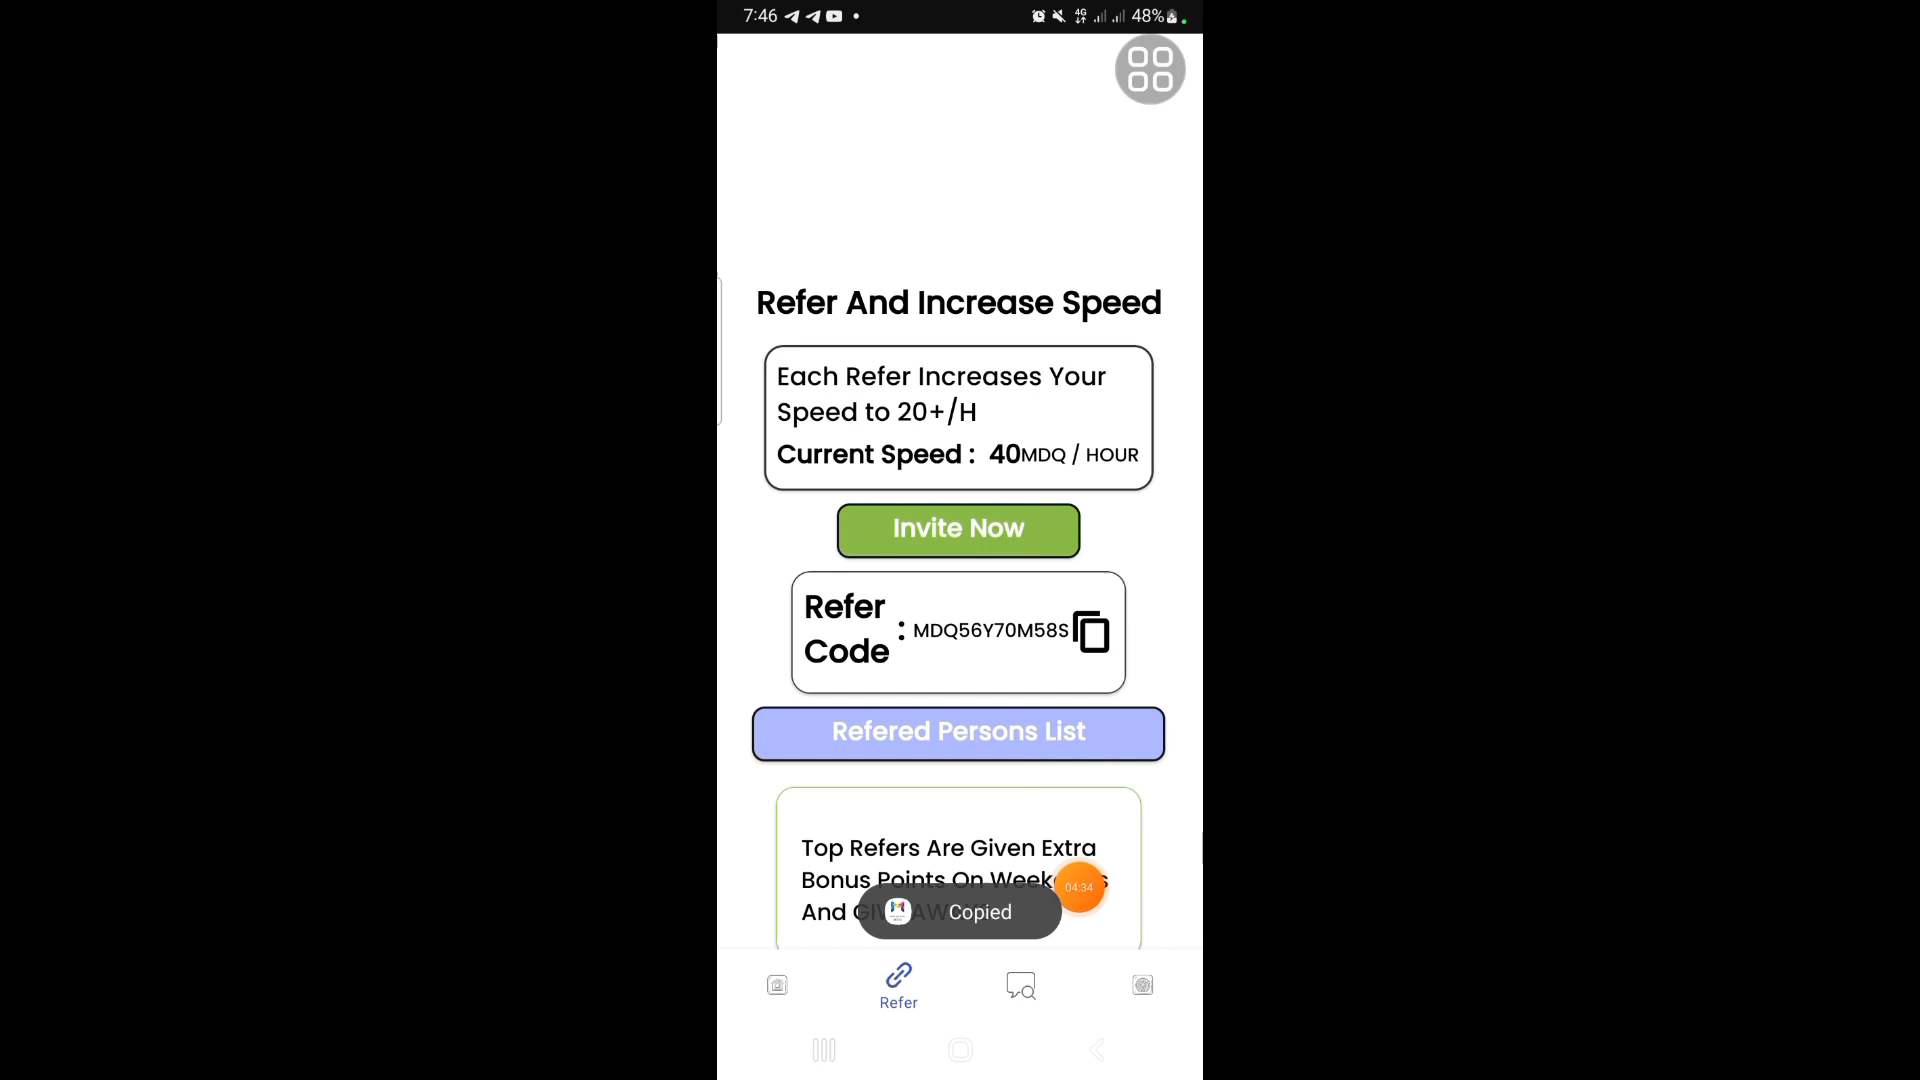 7:46
4G
48%
Refer And Increase Speed
Each Refer Increases Your
Speed to 20+/H
Current Speed : 40MDQ / HOUR
Invite Now
Refer
Code
: MDQ56Y70M58S
Refered Persons List
Top Refers Are Given Extra
Bonus Points On
And
04:34
Copied
Refer